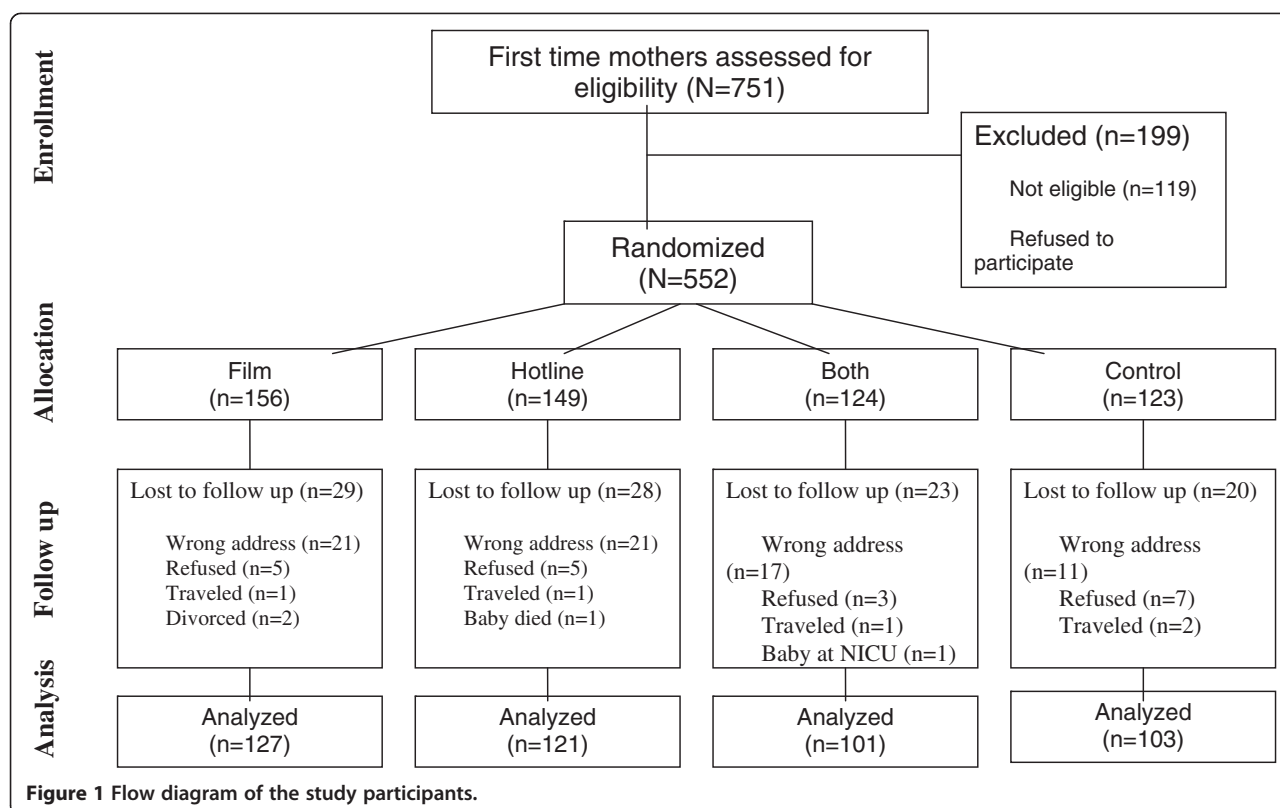 Enrollment
First time mothers assessed for
eligibility (N=751)
Excluded (n=199)
Not eligible (n=119)
Refused to
participate
Randomized
(N=552)
Allocation
Film
(n=156)
Hotline
(n=149)
Both
(n=124)
Control
(n=123)
Follow up
Lost to follow up (n=29)
Wrong address (n=21)
Refused (n=5)
Traveled (n=1)
Divorced (n=2)
Lost to follow up (n=28)
Wrong address (n=21)
Refused (n=5)
Traveled (n=1)
Baby died (n=1)
Lost to follow up (n=23)
Wrong address
(n=17)
Refused (n=3)
Traveled (n=1)
Baby at NICU (n=1)
Lost to follow up (n=20)
Wrong address
(n=11)
Refused (n=7)
Traveled (n=2)
Analysis
Analyzed
(n=127)
Analyzed
(n=121)
Analyzed
(n=101)
Analyzed
(n=103)
Figure 1 Flow diagram of the study participants.